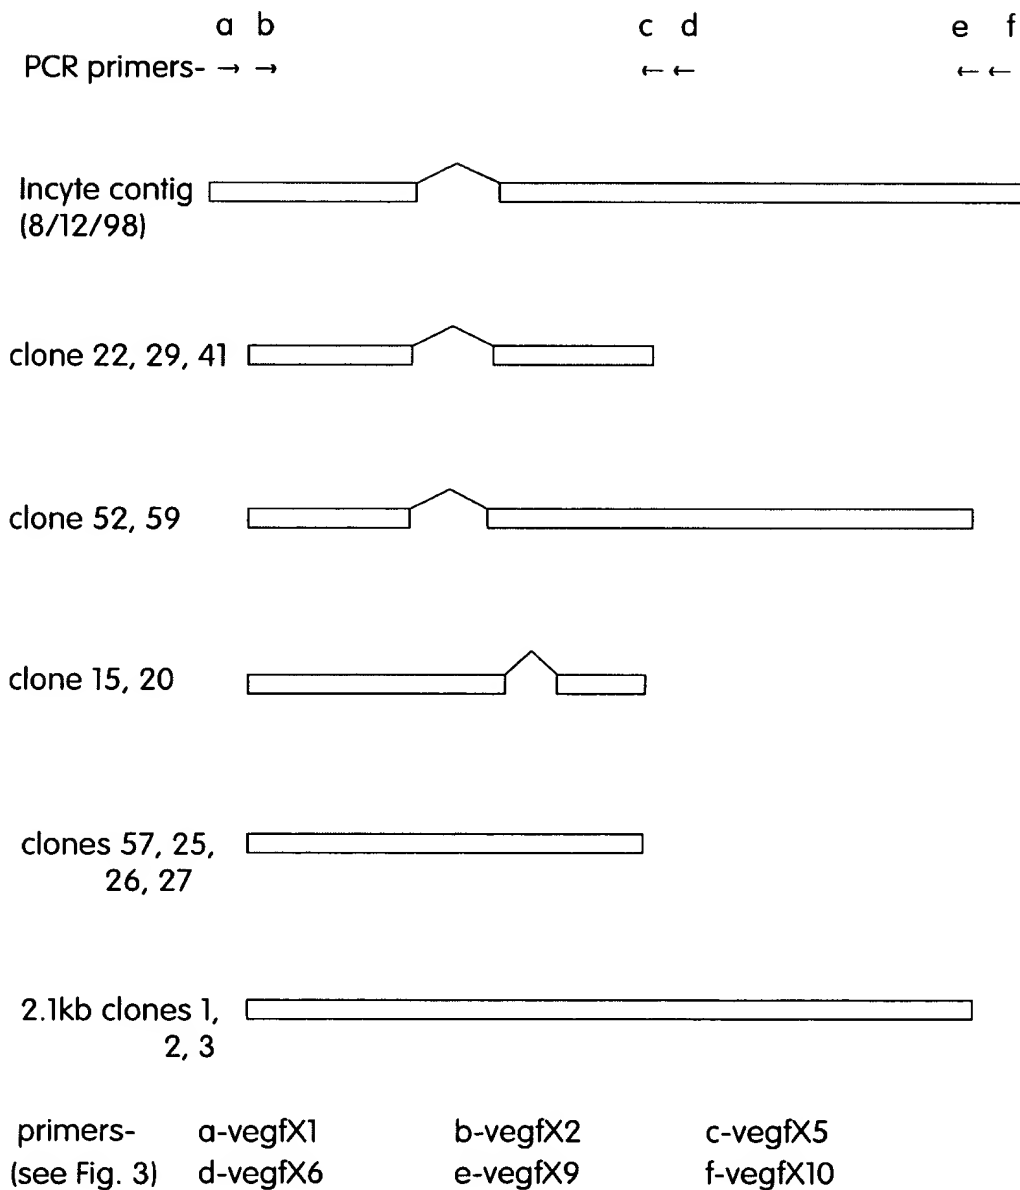 a b c d e f
PCR primers- → → ← ← ← ←
Incyte contig
(8/12/98)
clone 22, 29, 41
clone 52, 59
clone 15, 20
clones 57, 25,
26, 27
2.1kb clones 1,
2, 3
primers- a-vegfX1 b-vegfX2 c-vegfX5
(see Fig. 3) d-vegfX6 e-vegfX9 f-vegfX10